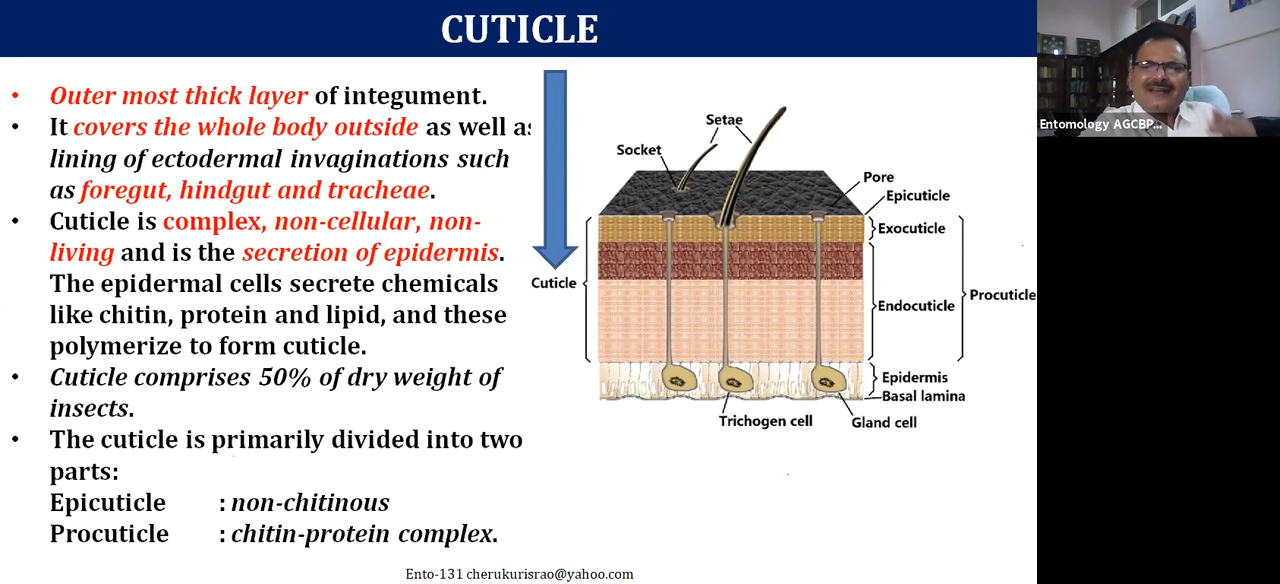 CUTICLE
• Outer most thick layer of integument.
• It covers the whole body outside as well as
lining of ectodermal invaginations such
as foregut, hindgut and tracheae.
• Cuticle is complex, non-cellular, non-
living and is the secretion of epidermis.
The epidermal cells secrete chemicals
like chitin, protein and lipid, and these
polymerize to form cuticle.
• Cuticle comprises 50% of dry weight of
insects.
• The cuticle is primarily divided into two
parts:
Epicuticle : non-chitinous
Procuticle : chitin-protein complex.
Setae
Socket
Pore
Epicuticle
Exocuticle
Cuticle
Endocuticle
Procuticle
Epidermis
Basal lamina
Trichogen cell
Gland cell
Ento-131 cherukurisrao@yahoo.com
Entomology AGCBP...